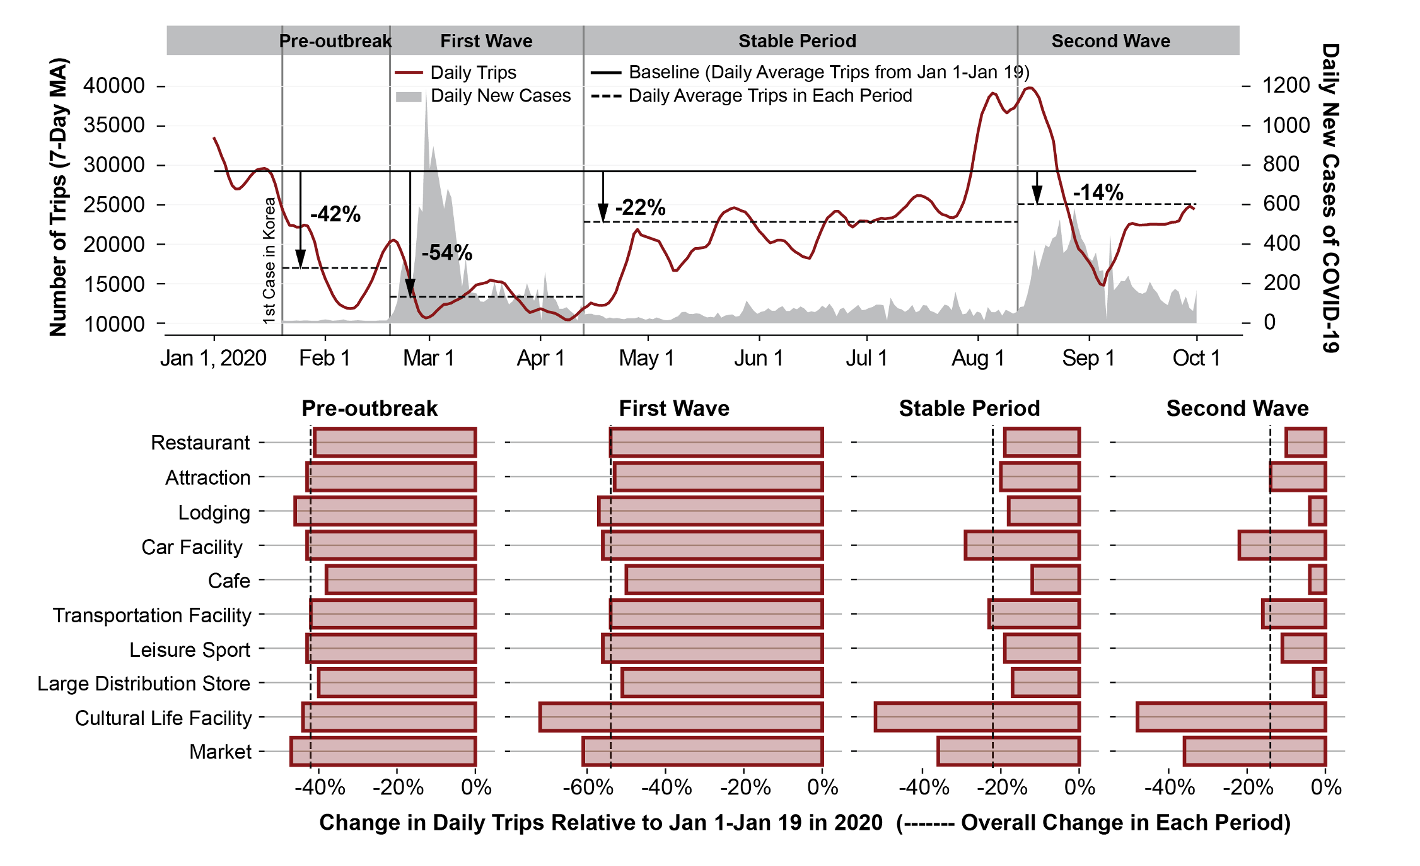 Pre-outbreak First Wave Stable Period Second Wave
Daily Trips Baseline (Daily Average Trips from Jan 1-Jan 19)
Daily New Cases Daily Average Trips in Each Period
Number of Trips (7-Day MA)
40000
35000
30000
25000
20000
15000
10000
1st Case in Korea
-42%
-54%
-22%
-14%
1200
1000
800
600
400
200
0
Daily New Cases of COVID-19
Jan 1, 2020 Feb 1 Mar 1 Apr 1 May 1 Jun 1 Jul 1 Aug 1 Sep 1 Oct 1
Pre-outbreak First Wave Stable Period Second Wave
Restaurant
Attraction
Lodging
Car Facility
Cafe
Transportation Facility
Leisure Sport
Large Distribution Store
Cultural Life Facility
Market
-40% -20% 0% -60% -40% -20% 0% -40% -20% 0% -40% -20% 0%
Change in Daily Trips Relative to Jan 1-Jan 19 in 2020 (------- Overall Change in Each Period)